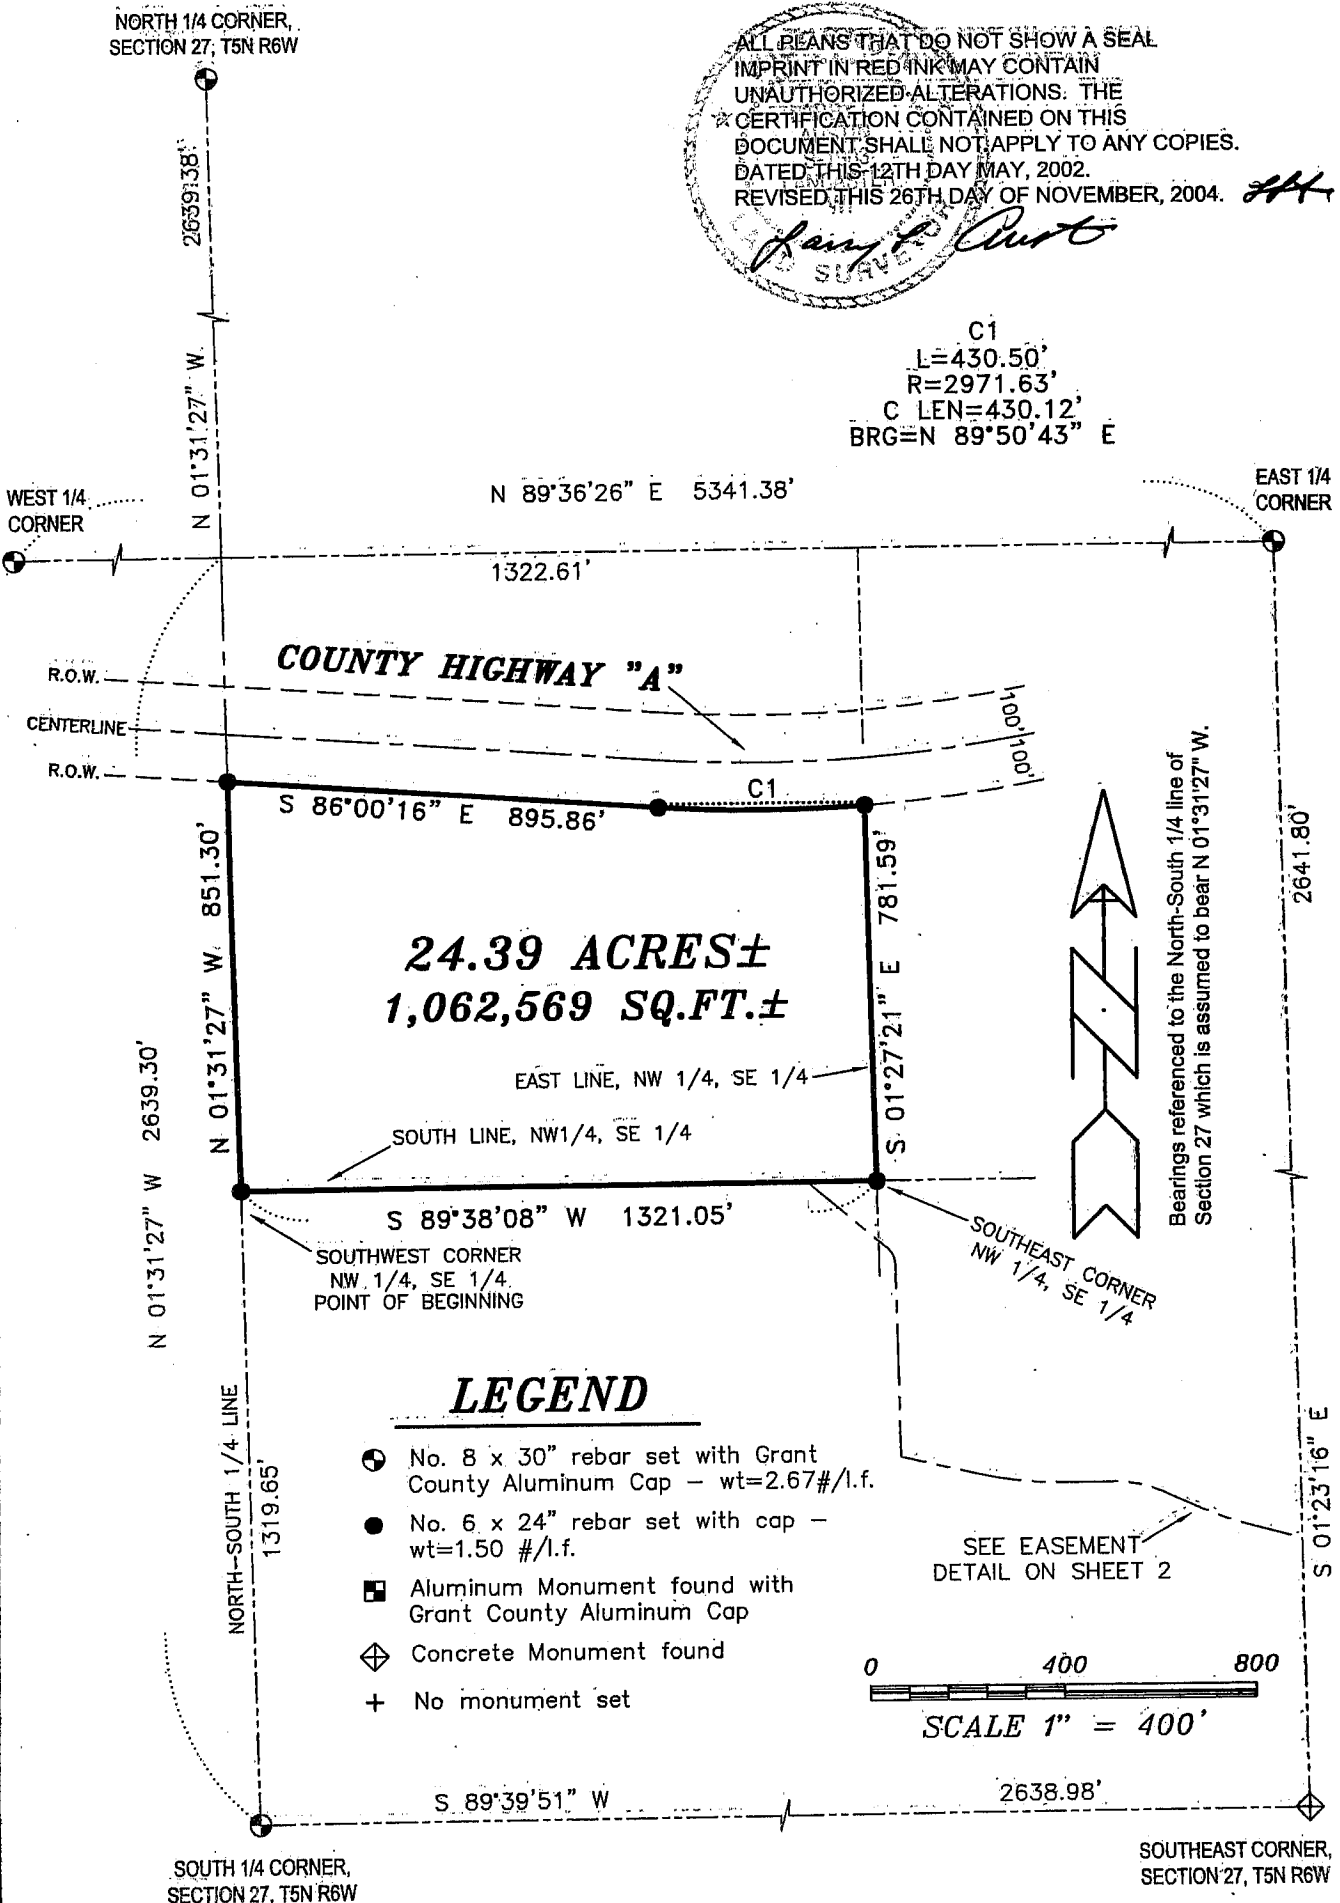 NORTH 1/4 CORNER,
SECTION 27, T5N R6W
ALL PLANS THAT DO NOT SHOW A SEAL
IMPRINT IN RED INK MAY CONTAIN
UNAUTHORIZED ALTERATIONS. THE
CERTIFICATION CONTAINED ON THIS
DOCUMENT SHALL NOT APPLY TO ANY COPIES.
DATED THIS 12TH DAY MAY, 2002.
REVISED THIS 26TH DAY OF NOVEMBER, 2004.
LAND SURVEYOR
2639.38'
N 01°31'27" W
C1
L=430.50'
R=2971.63'
C LEN=430.12'
BRG=N 89°50'43" E
WEST 1/4
CORNER
N 89°36'26" E 5341.38'
EAST 1/4
CORNER
1322.61'
COUNTY HIGHWAY "A"
R.O.W.
CENTERLINE
R.O.W.
100'
100'
C1
S 86°00'16" E 895.86'
N 01°31'27" W 851.30'
S 01°27'21" E 781.59'
24.39 ACRES±
1,062,569 SQ.FT.±
EAST LINE, NW 1/4, SE 1/4
SOUTH LINE, NW1/4, SE 1/4
S 89°38'08" W 1321.05'
SOUTHWEST CORNER
NW 1/4, SE 1/4
POINT OF BEGINNING
SOUTHEAST CORNER
NW 1/4, SE 1/4
Bearings referenced to the North-South 1/4 line of
Section 27 which is assumed to bear N 01°31'27" W.
2641.80'
S 01°23'16" E
N 01°31'27" W 2639.30'
NORTH-SOUTH 1/4 LINE
1319.65'
LEGEND
No. 8 x 30" rebar set with Grant
County Aluminum Cap - wt=2.67#/l.f.
No. 6 x 24" rebar set with cap -
wt=1.50 #/l.f.
Aluminum Monument found with
Grant County Aluminum Cap
Concrete Monument found
+ No monument set
SEE EASEMENT
DETAIL ON SHEET 2
0 400 800
SCALE 1" = 400'
S 89°39'51" W 2638.98'
SOUTH 1/4 CORNER,
SECTION 27, T5N R6W
SOUTHEAST CORNER,
SECTION 27, T5N R6W